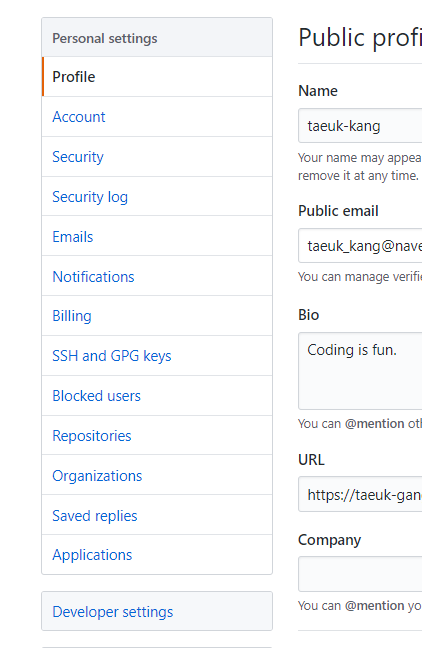 Personal settings
Profile
Account
Security
Security log
Emails
Notifications
Billing
SSH and GPG keys
Blocked users
Repositories
Organizations
Saved replies
Applications
Developer settings
Public profi
Name
taeuk-kang
Your name may appea
remove it at any time.
Public email
taeuk_kang@nave
You can manage verifie
Bio
Coding is fun.
You can @mention oth
URL
https://taeuk-gan
Company
You can @mention yo